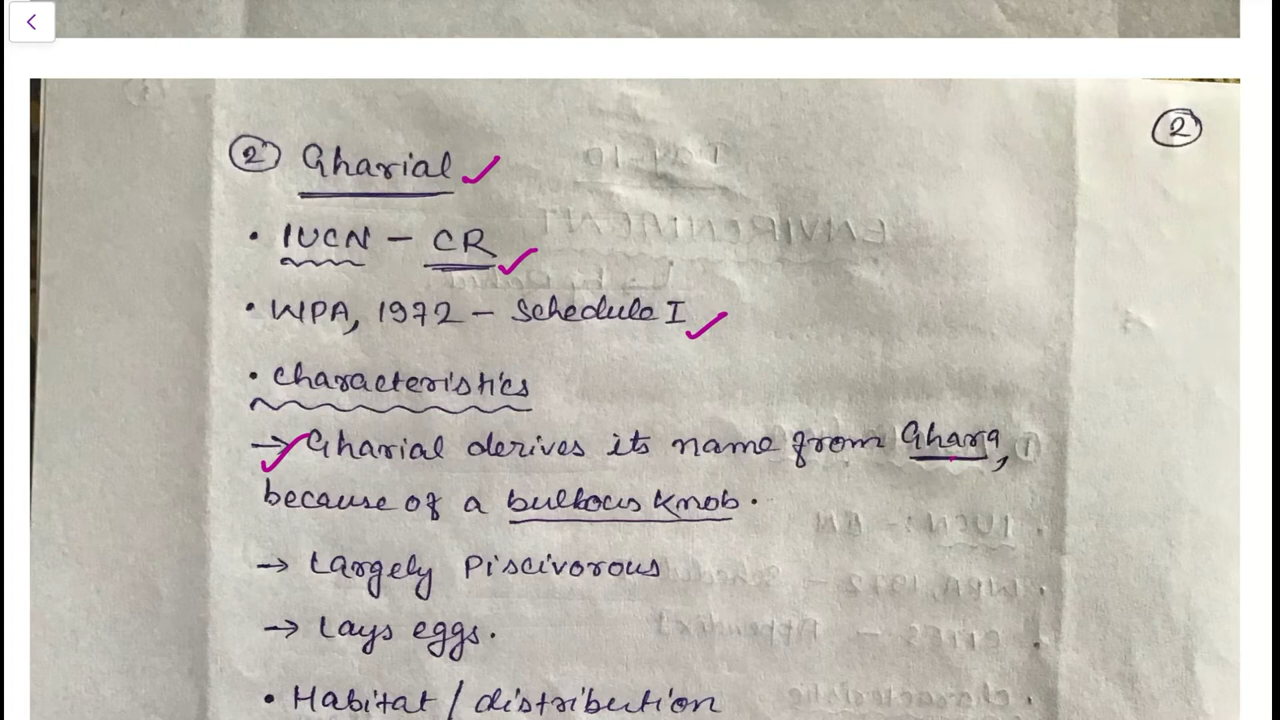 ②
② Gharial ✓
• IUCN - CR ✓
• WPA, 1972 - Schedule I ✓
• characteristics
→ Gharial derives its name from Ghara,
because of a bulbous knob.
→ Largely Piscivorous
→ Lays eggs.
• Habitat / distribution